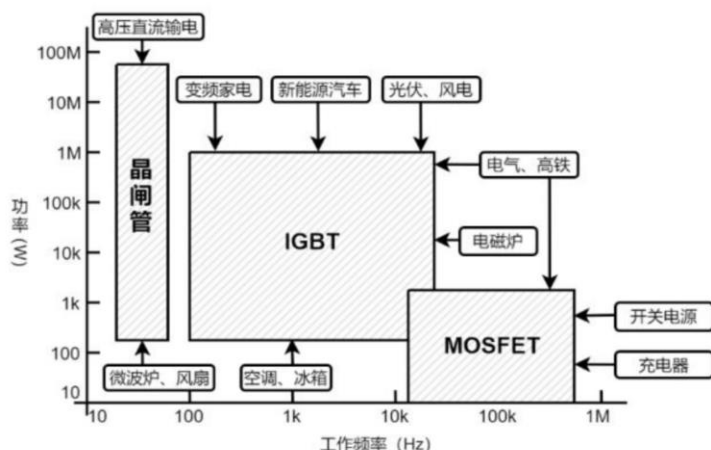 高压直流输电
100M
变频家电
新能源汽车
光伏、风电
10M
1M
晶闸管
电气、高铁
功率(W)
100k
IGBT
电磁炉
10k
1k
开关电源
MOSFET
100
充电器
微波炉、风扇
空调、冰箱
10
10
100
1k
10k
100k
1M
工作频率(Hz)